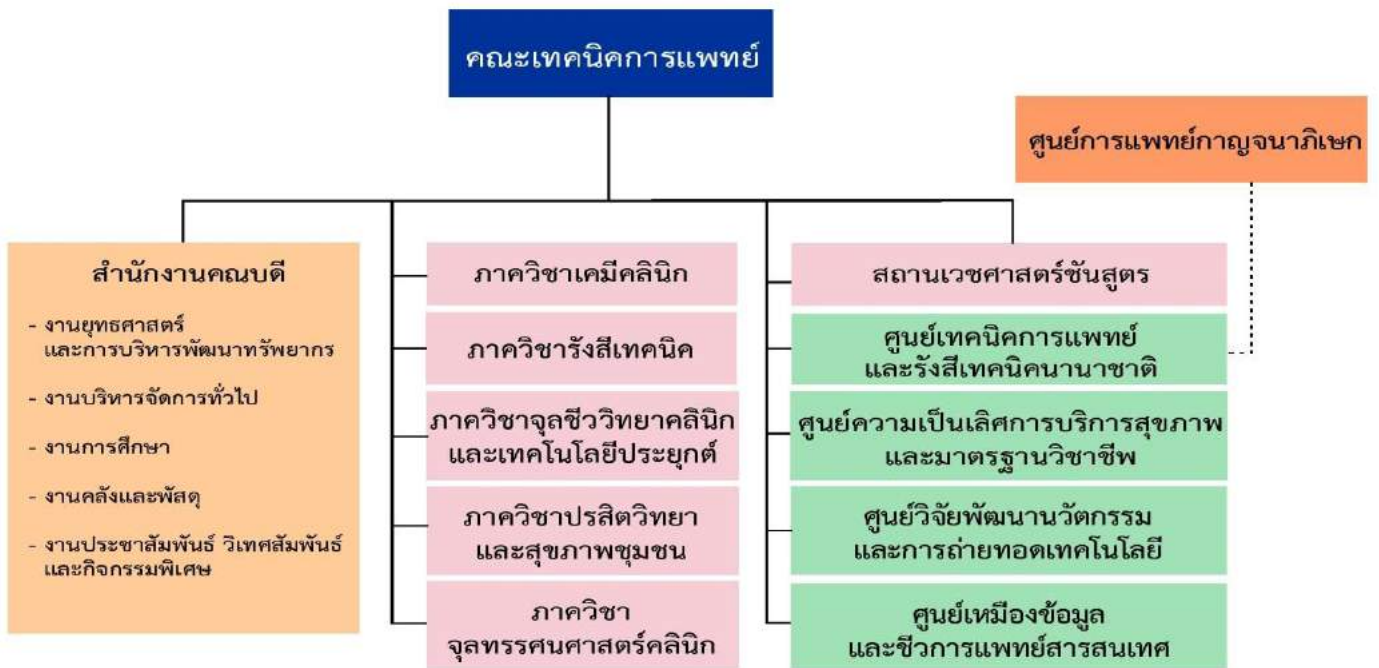 คณะเทคนิคการแพทย์
ศูนย์การแพทย์กาญจนาภิเษก
สำนักงานคณบดี
- งานยุทธศาสตร์
และการบริหารพัฒนาทรัพยากร
- งานบริหารจัดการทั่วไป
- งานการศึกษา
- งานคลังและพัสดุ
- งานประชาสัมพันธ์ วิเทศสัมพันธ์
และกิจกรรมพิเศษ
ภาควิชาเคมีคลินิก
ภาควิชารังสีเทคนิค
ภาควิชาจุลชีววิทยาคลินิก
และเทคโนโลยีประยุกต์
ภาควิชาปรสิตวิทยา
และสุขภาพชุมชน
ภาควิชา
จุลทรรศนศาสตร์คลินิก
สถานเวชศาสตร์ชันสูตร
ศูนย์เทคนิคการแพทย์
และรังสีเทคนิคนานาชาติ
ศูนย์ความเป็นเลิศการบริการสุขภาพ
และมาตรฐานวิชาชีพ
ศูนย์วิจัยพัฒนานวัตกรรม
และการถ่ายทอดเทคโนโลยี
ศูนย์เหมืองข้อมูล
และชีวการแพทย์สารสนเทศ